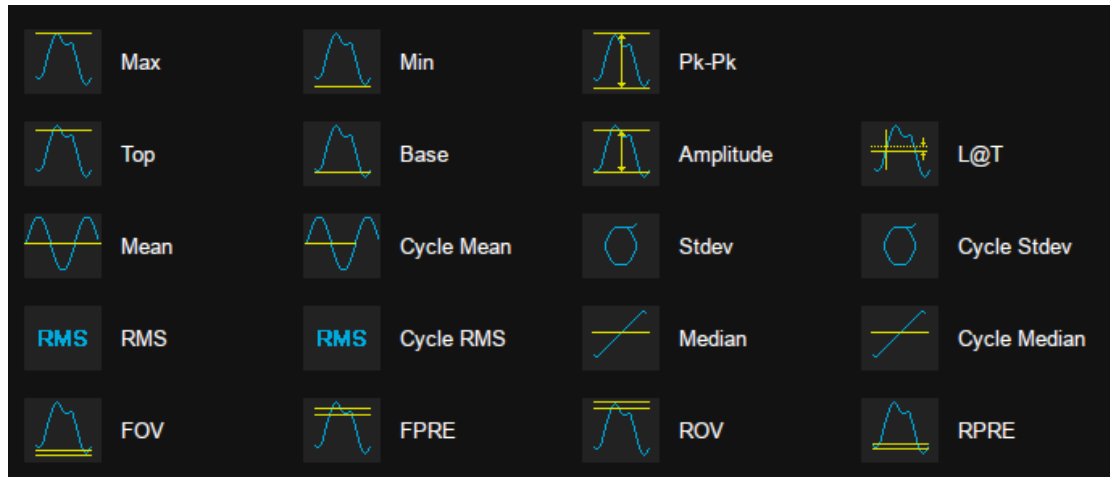 Max Min Pk-Pk
Top Base Amplitude L@T
Mean Cycle Mean Stdev Cycle Stdev
RMS RMS RMS Cycle RMS Median Cycle Median
FOV FPRE ROV RPRE